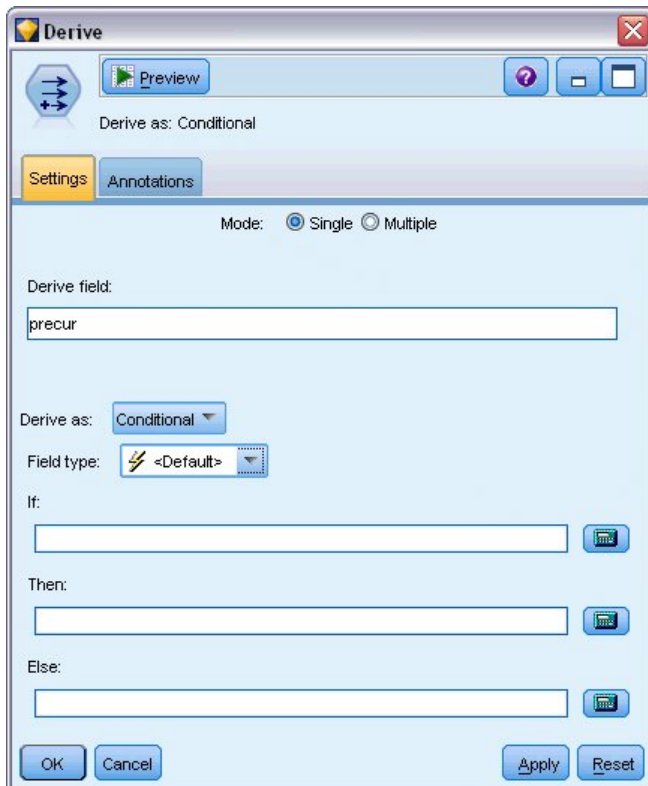 Derive
Preview
Derive as: Conditional
Settings Annotations
Mode: Single Multiple
Derive field:
precur
Derive as: Conditional
Field type: <Default>
If:
Then:
Else:
OK Cancel Apply Reset